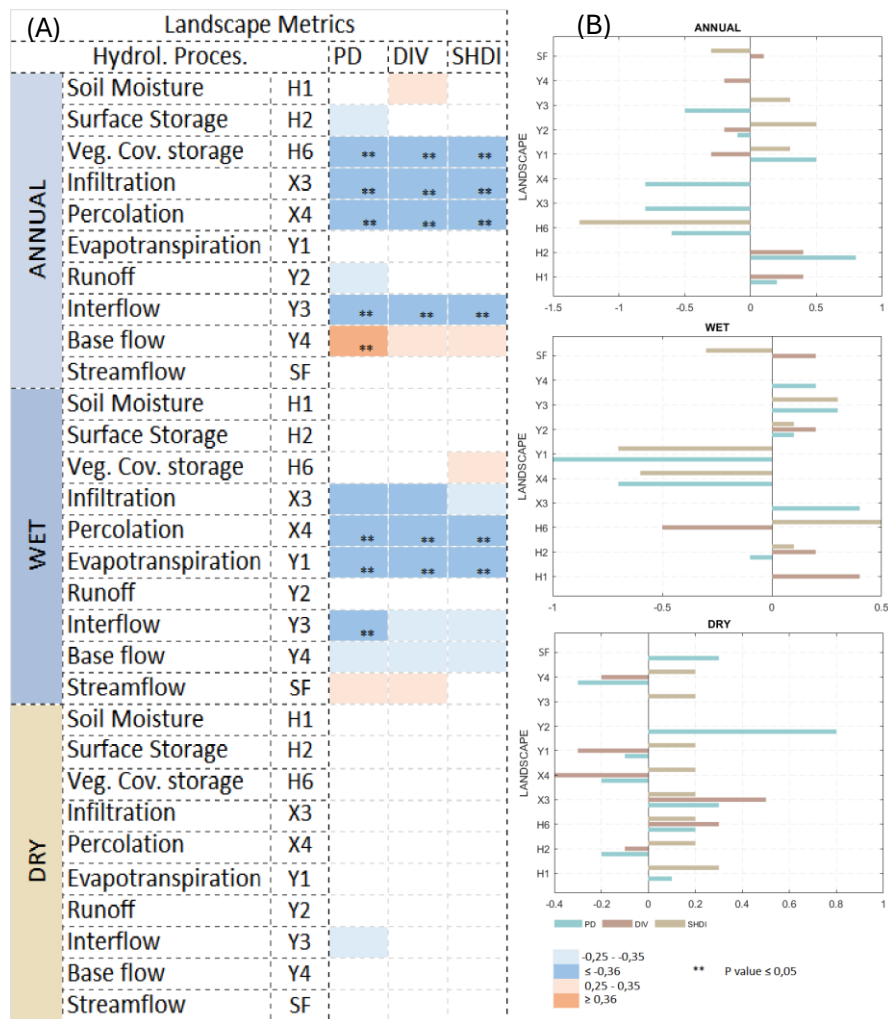 (A) Landscape Metrics
Hydrol. Proces. PD DIV SHDI
ANNUAL
Soil Moisture H1
Surface Storage H2
Veg. Cov. storage H6 ** ** **
Infiltration X3 ** ** **
Percolation X4 ** ** **
Evapotranspiration Y1
Runoff Y2
Interflow Y3 ** ** **
Base flow Y4 **
Streamflow SF
WET
Soil Moisture H1
Surface Storage H2
Veg. Cov. storage H6
Infiltration X3
Percolation X4 ** ** **
Evapotranspiration Y1 ** ** **
Runoff Y2
Interflow Y3 **
Base flow Y4
Streamflow SF
DRY
Soil Moisture H1
Surface Storage H2
Veg. Cov. storage H6
Infiltration X3
Percolation X4
Evapotranspiration Y1
Runoff Y2
Interflow Y3
Base flow Y4
Streamflow SF
(B)
ANNUAL
LANDSCAPE
SF
Y4
Y3
Y2
Y1
X4
X3
H6
H2
H1
-1.5 -1 -0.5 0 0.5 1
WET
LANDSCAPE
SF
Y4
Y3
Y2
Y1
X4
X3
H6
H2
H1
-1 -0.5 0 0.5
DRY
LANDSCAPE
SF
Y4
Y3
Y2
Y1
X4
X3
H6
H2
H1
-0.4 -0.2 0 0.2 0.4 0.6 0.8 1
PD DIV SHDI
-0,25 - -0,35
≤ -0,36
0,25 - 0,35
≥ 0,36
** P value ≤ 0,05